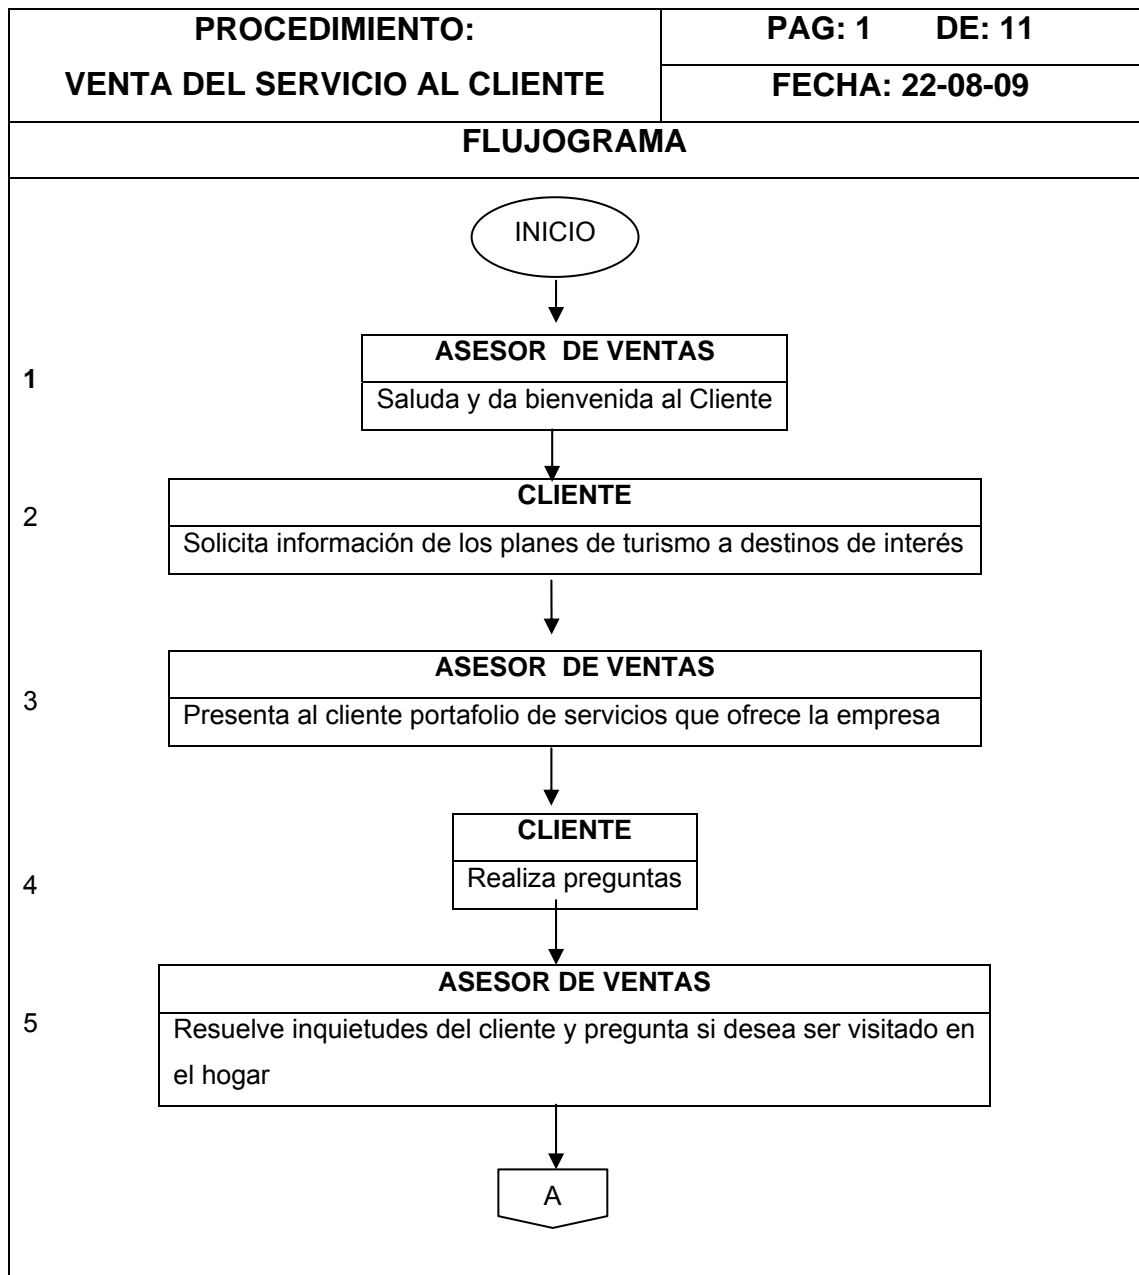 PROCEDIMIENTO:
VENTA DEL SERVICIO AL CLIENTE
PAG: 1 DE: 11
FECHA: 22-08-09
FLUJOGRAMA
INICIO
1
ASESOR DE VENTAS
Saluda y da bienvenida al Cliente
2
CLIENTE
Solicita información de los planes de turismo a destinos de interés
3
ASESOR DE VENTAS
Presenta al cliente portafolio de servicios que ofrece la empresa
4
CLIENTE
Realiza preguntas
5
ASESOR DE VENTAS
Resuelve inquietudes del cliente y pregunta si desea ser visitado en
el hogar
A